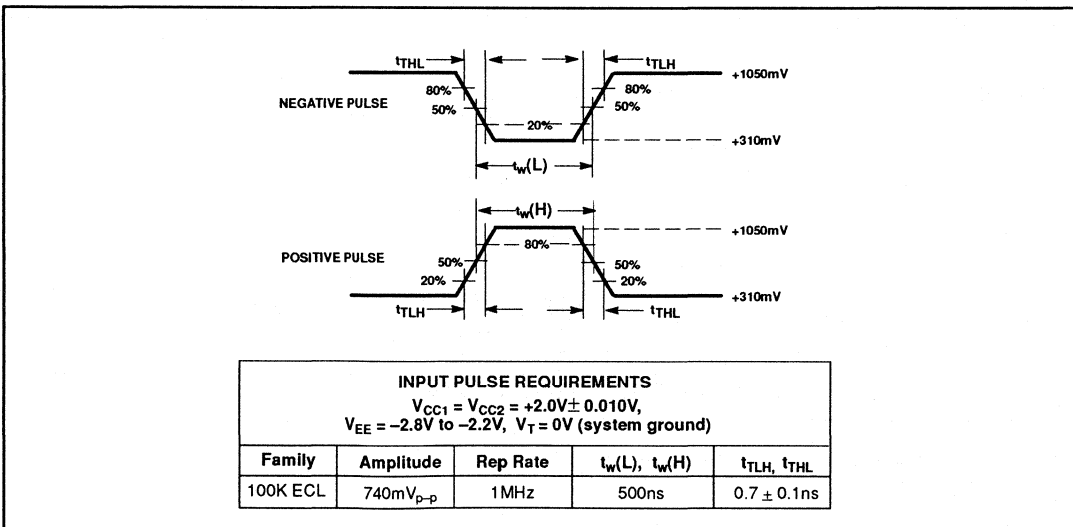 tTHL
tTLH
+1050mV
80%
80%
NEGATIVE PULSE
50%
50%
20%
+310mV
tw(L)
tw(H)
+1050mV
80%
POSITIVE PULSE
50%
50%
20%
20%
+310mV
tTLH
tTHL
INPUT PULSE REQUIREMENTS
VCC1 = VCC2 = +2.0V± 0.010V,
VEE = −2.8V to −2.2V, VT = 0V (system ground)
Family Amplitude Rep Rate tw(L), tw(H) tTLH, tTHL
100K ECL 740mVp–p 1MHz 500ns 0.7 ± 0.1ns